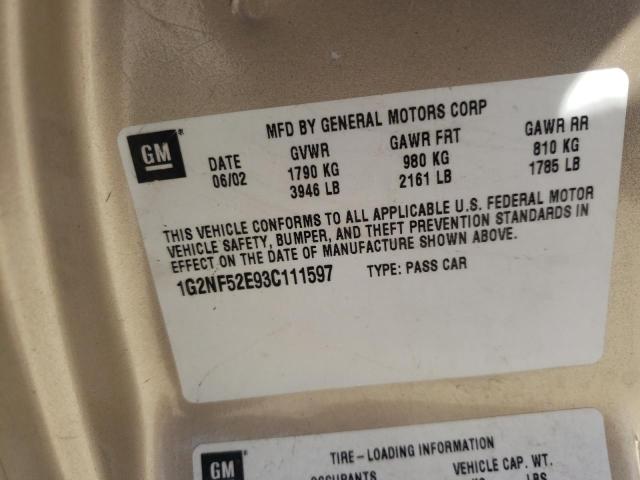 MFD BY GENERAL MOTORS CORP
GM
DATE GVWR GAWR FRT GAWR RR
06/02 1790 KG 980 KG 810 KG
3946 LB 2161 LB 1785 LB
THIS VEHICLE CONFORMS TO ALL APPLICABLE U.S. FEDERAL MOTOR
VEHICLE SAFETY, BUMPER, AND THEFT PREVENTION STANDARDS IN
EFFECT ON THE DATE OF MANUFACTURE SHOWN ABOVE.
1G2NF52E93C111597 TYPE: PASS CAR
GM
TIRE-LOADING INFORMATION
OCCUPANTS VEHICLE CAP. WT.
KG LBS